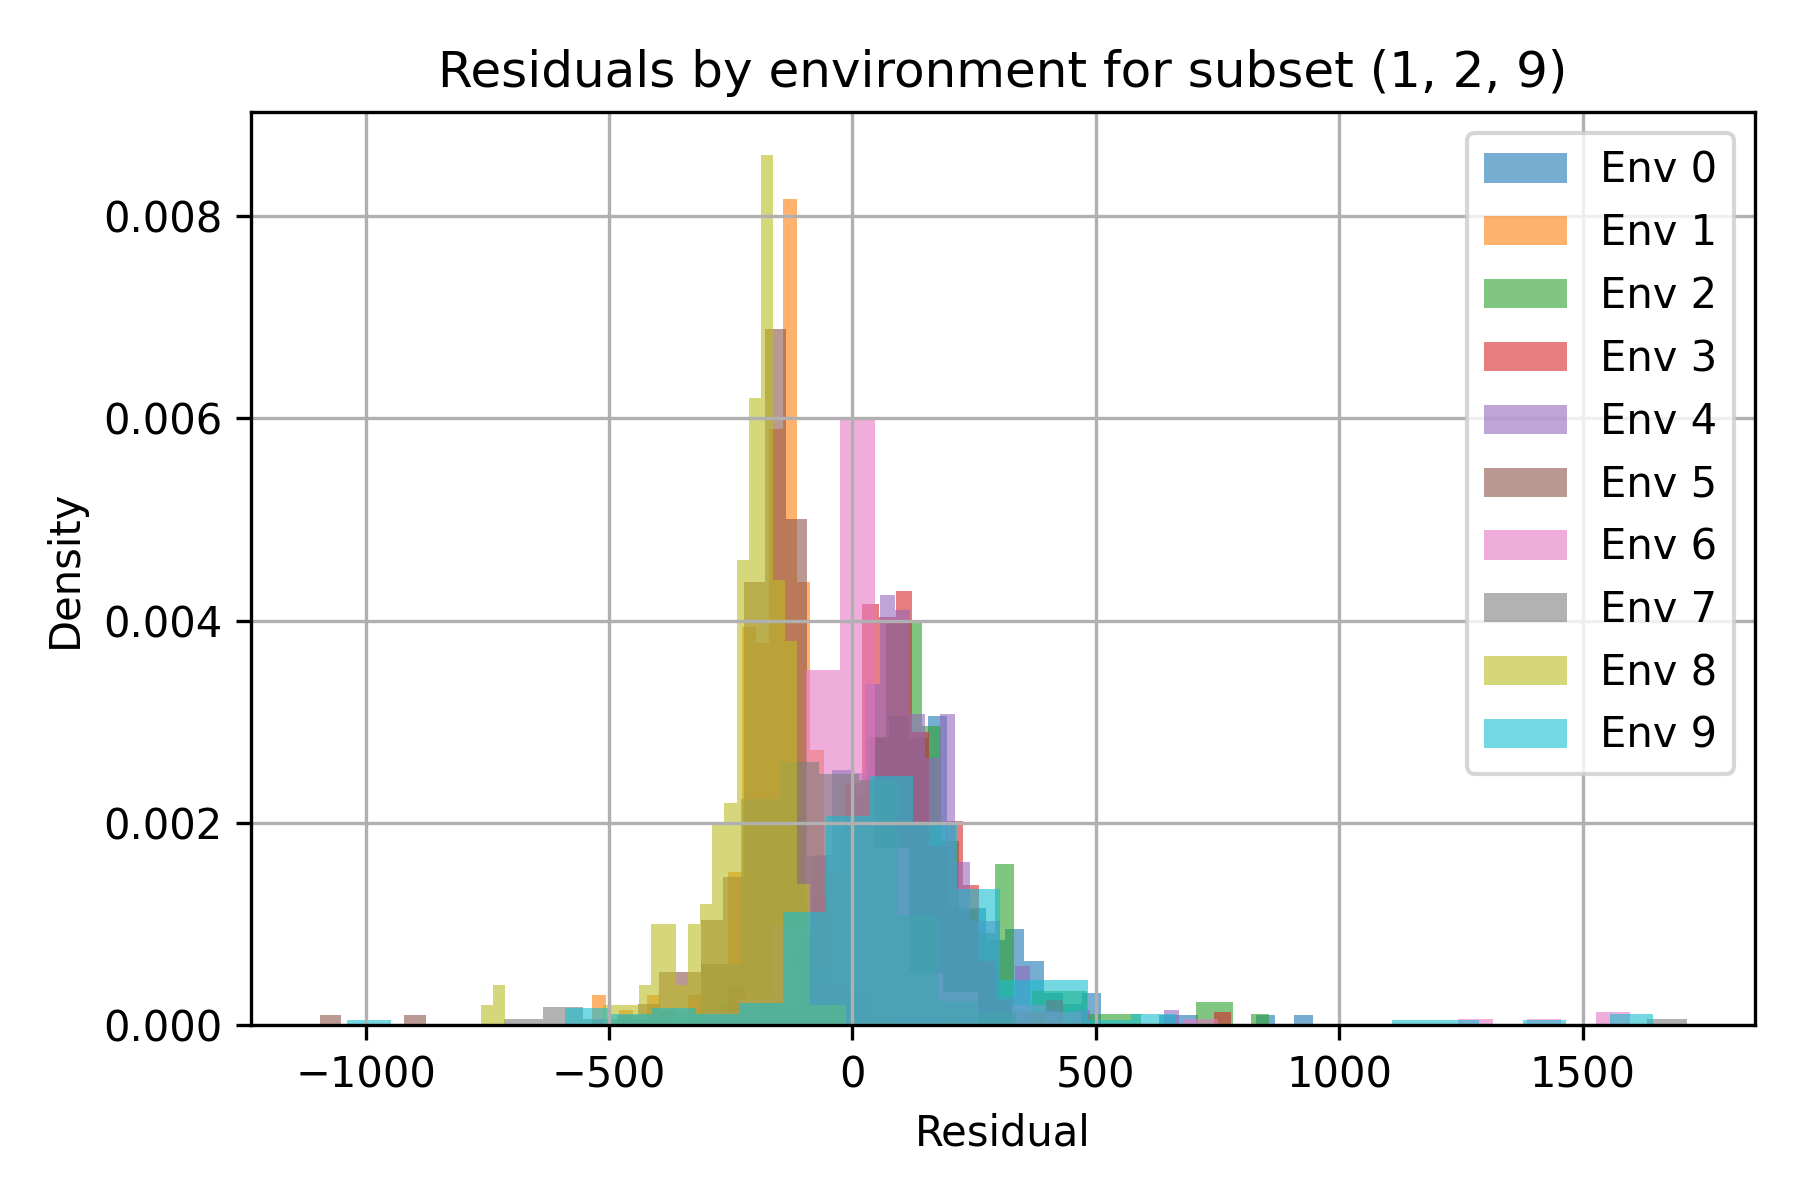 Residuals by environment for subset (1, 2, 9)
Density
0.008
0.006
0.004
0.002
0.000
−1000
−500
0
500
1000
1500
Residual
Env 0
Env 1
Env 2
Env 3
Env 4
Env 5
Env 6
Env 7
Env 8
Env 9